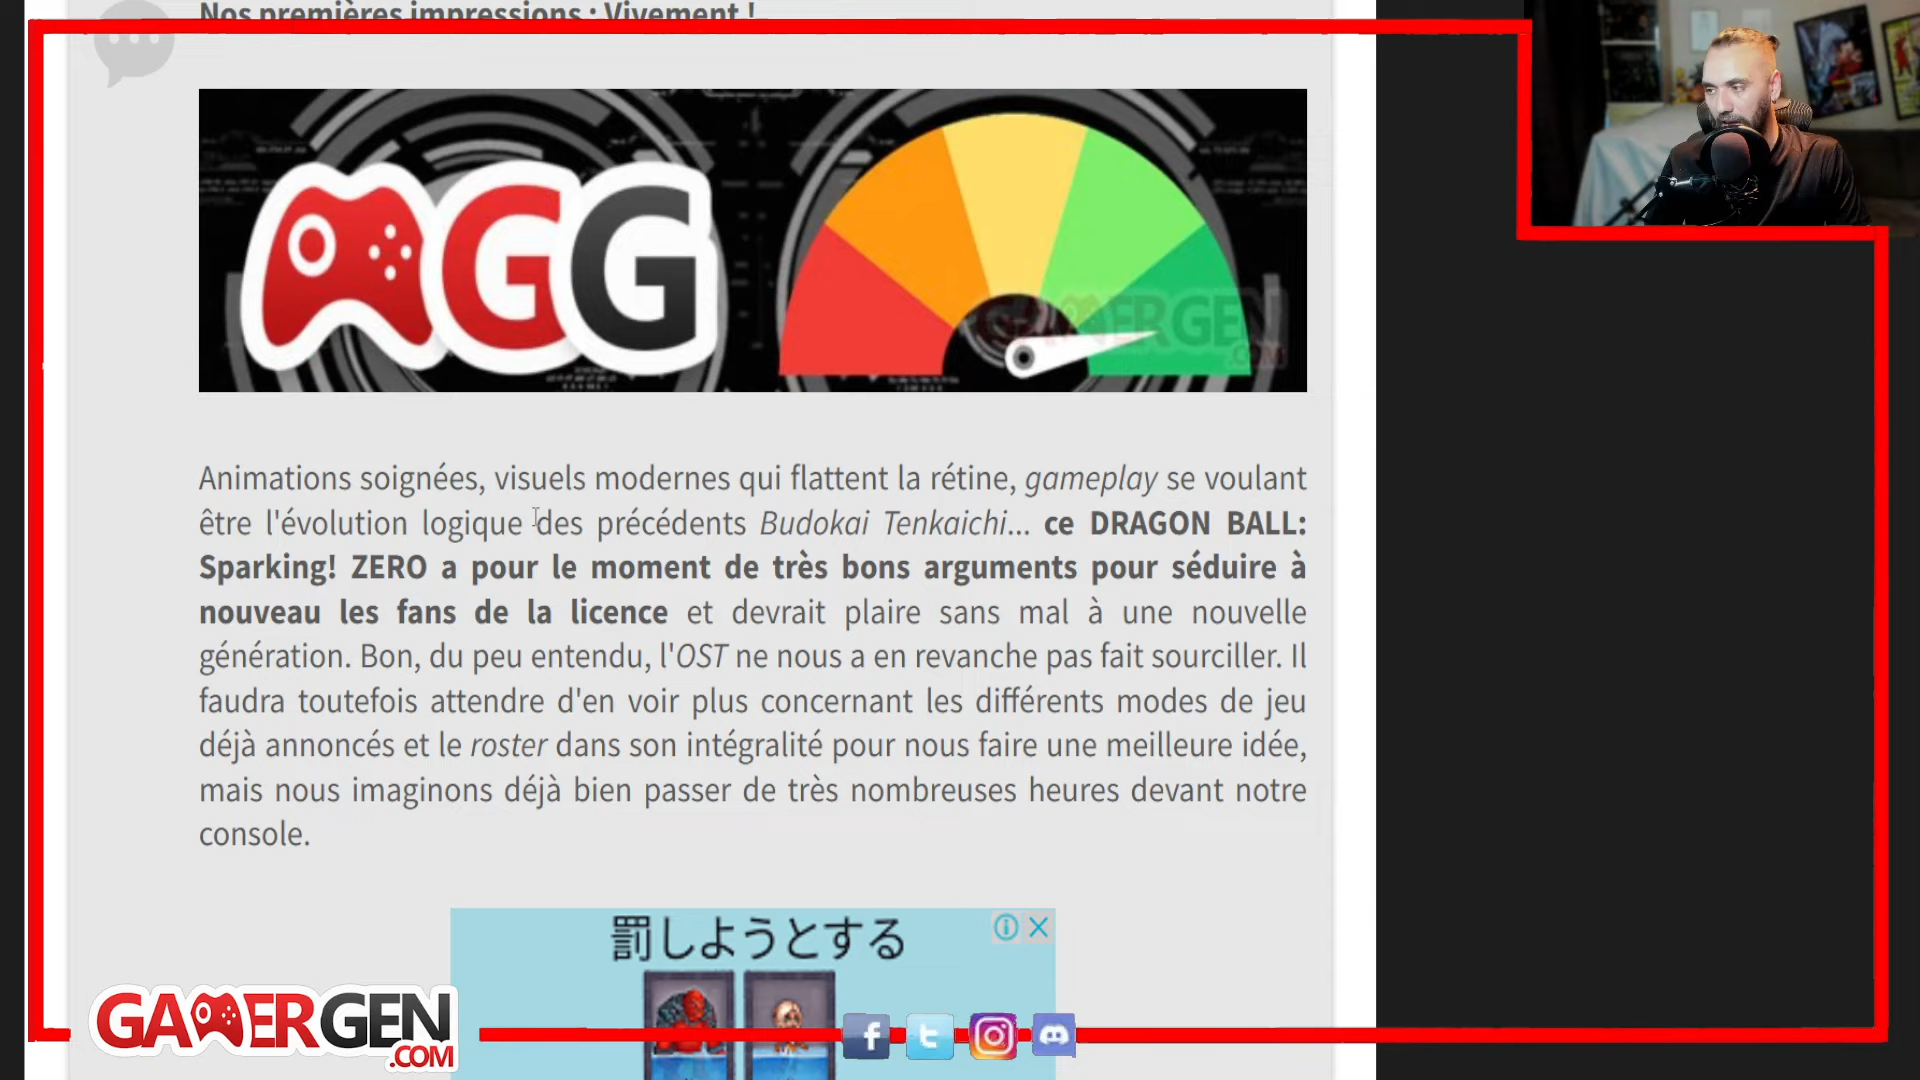 Nos premières impressions : Vivement !
GG
GAMERGEN
.COM
Animations soignées, visuels modernes qui flattent la rétine, gameplay se voulant
être l'évolution logique des précédents Budokai Tenkaichi... ce DRAGON BALL:
Sparking! ZERO a pour le moment de très bons arguments pour séduire à
nouveau les fans de la licence et devrait plaire sans mal à une nouvelle
génération. Bon, du peu entendu, l'OST ne nous a en revanche pas fait sourciller. Il
faudra toutefois attendre d'en voir plus concernant les différents modes de jeu
déjà annoncés et le roster dans son intégralité pour nous faire une meilleure idée,
mais nous imaginons déjà bien passer de très nombreuses heures devant notre
console.
罰しようとする
GAMERGEN
.COM